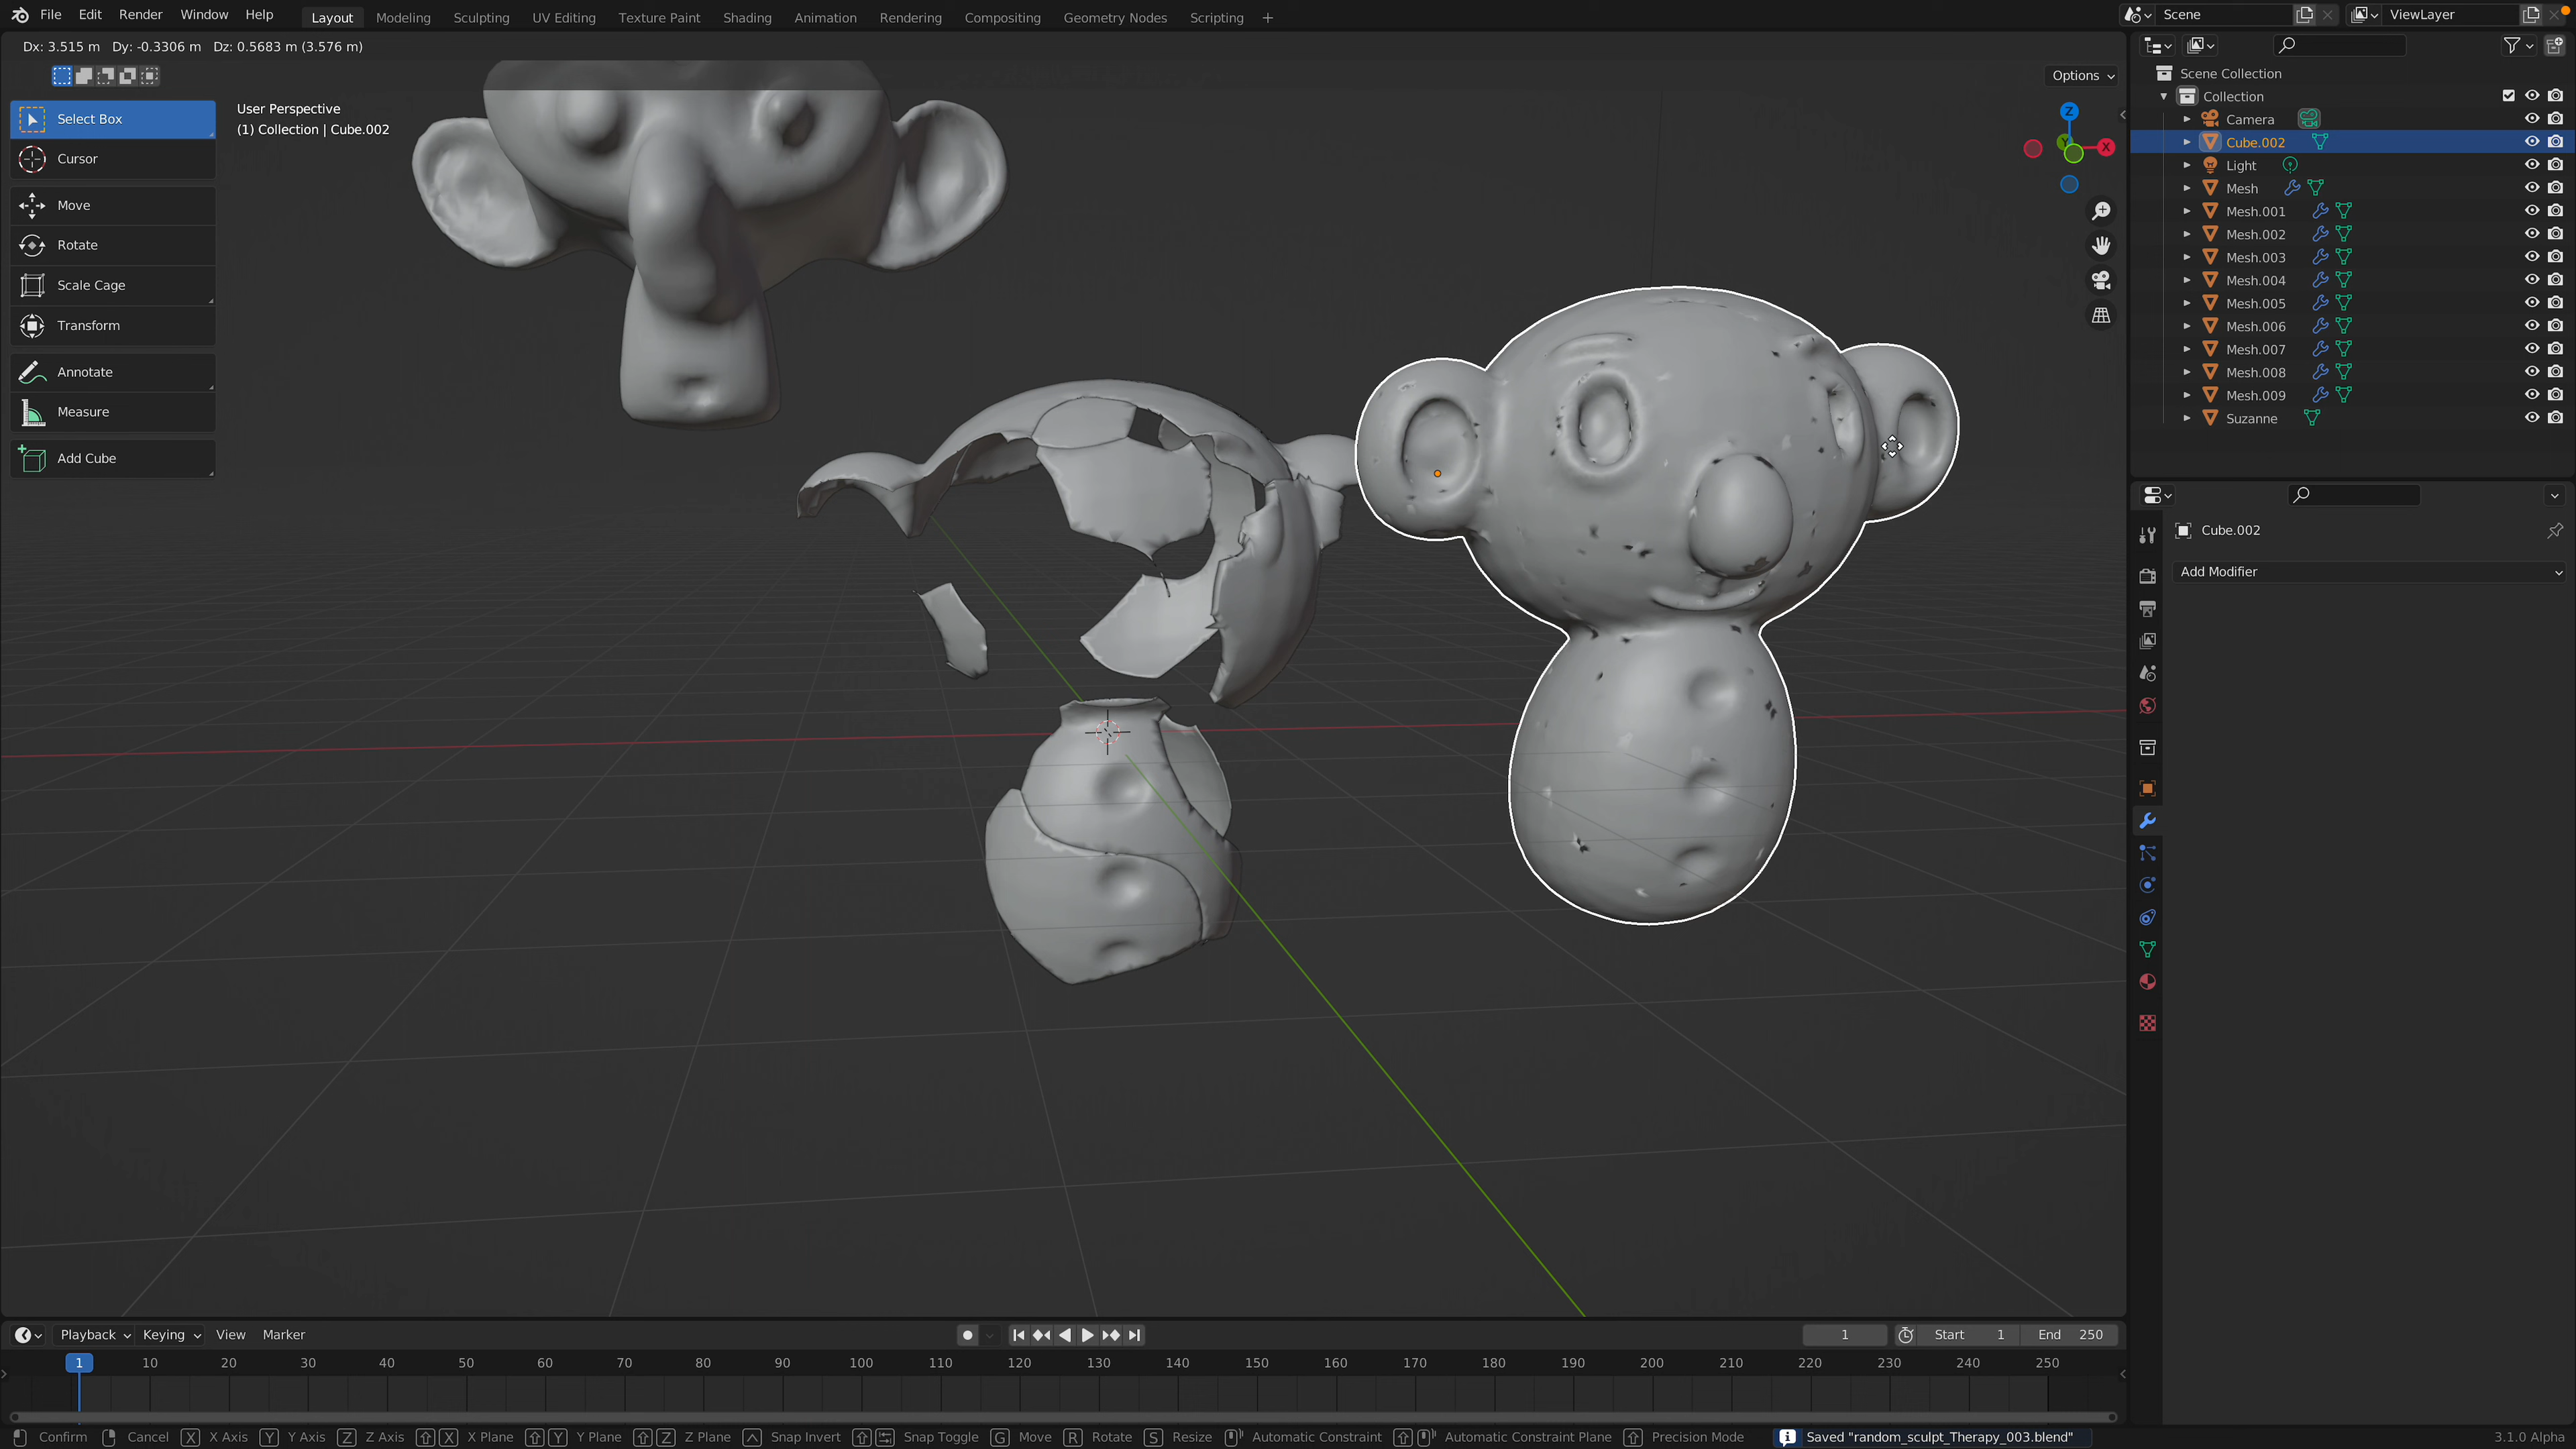 File Edit Render Window Help Layout Modeling Sculpting UV Editing Texture Paint Shading Animation Rendering Compositing Geometry Nodes Scripting + Scene ViewLayer
Dx: 3.515 m Dy: -0.3306 m Dz: 0.5683 m (3.576 m)
Options
User Perspective
(1) Collection | Cube.002
Select Box
Cursor
Move
Rotate
Scale Cage
Transform
Annotate
Measure
Add Cube
Z
Y
X
Scene Collection
Collection
Camera
Cube.002
Light
Mesh
Mesh.001
Mesh.002
Mesh.003
Mesh.004
Mesh.005
Mesh.006
Mesh.007
Mesh.008
Mesh.009
Suzanne
Cube.002
Add Modifier
Playback Keying View Marker 1 Start 1 End 250
1 10 20 30 40 50 60 70 80 90 100 110 120 130 140 150 160 170 180 190 200 210 220 230 240 250
Confirm Cancel X X Axis Y Y Axis Z Z Axis X X Plane Y Y Plane Z Z Plane Snap Invert Snap Toggle G Move R Rotate S Resize Automatic Constraint Automatic Constraint Plane Precision Mode Saved "random_sculpt_Therapy_003.blend" 3.1.0 Alpha